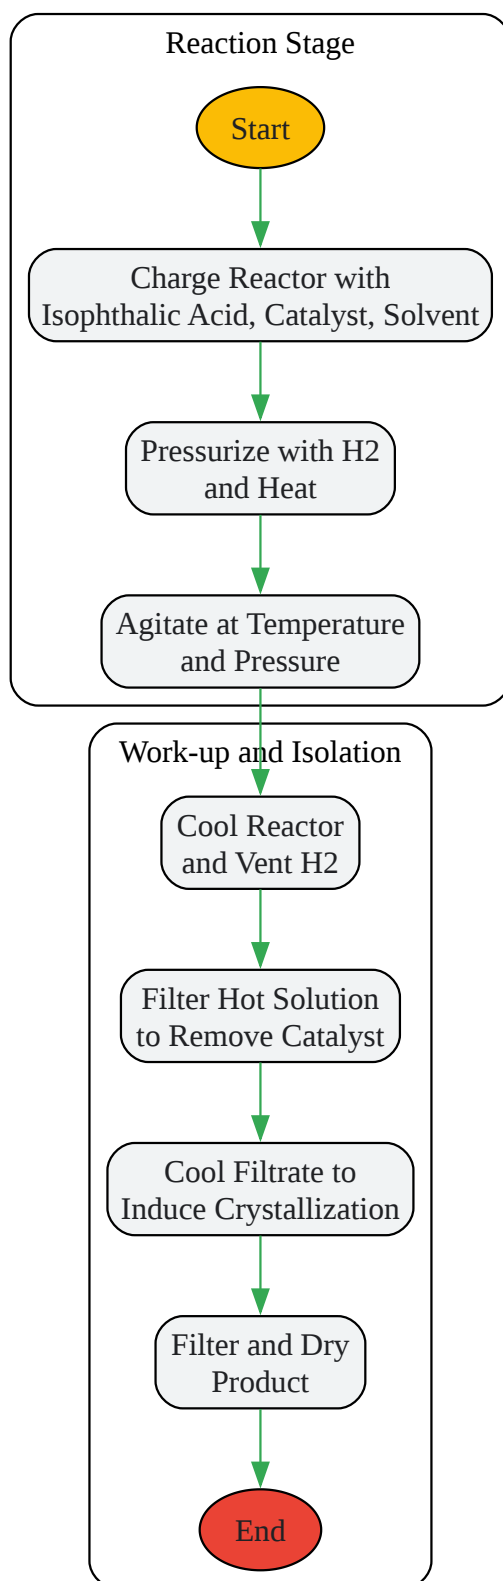 Reaction Stage
Start
Charge Reactor with
Isophthalic Acid, Catalyst, Solvent
Pressurize with H2
and Heat
Agitate at Temperature
and Pressure
Work-up and Isolation
Cool Reactor
and Vent H2
Filter Hot Solution
to Remove Catalyst
Cool Filtrate to
Induce Crystallization
Filter and Dry
Product
End